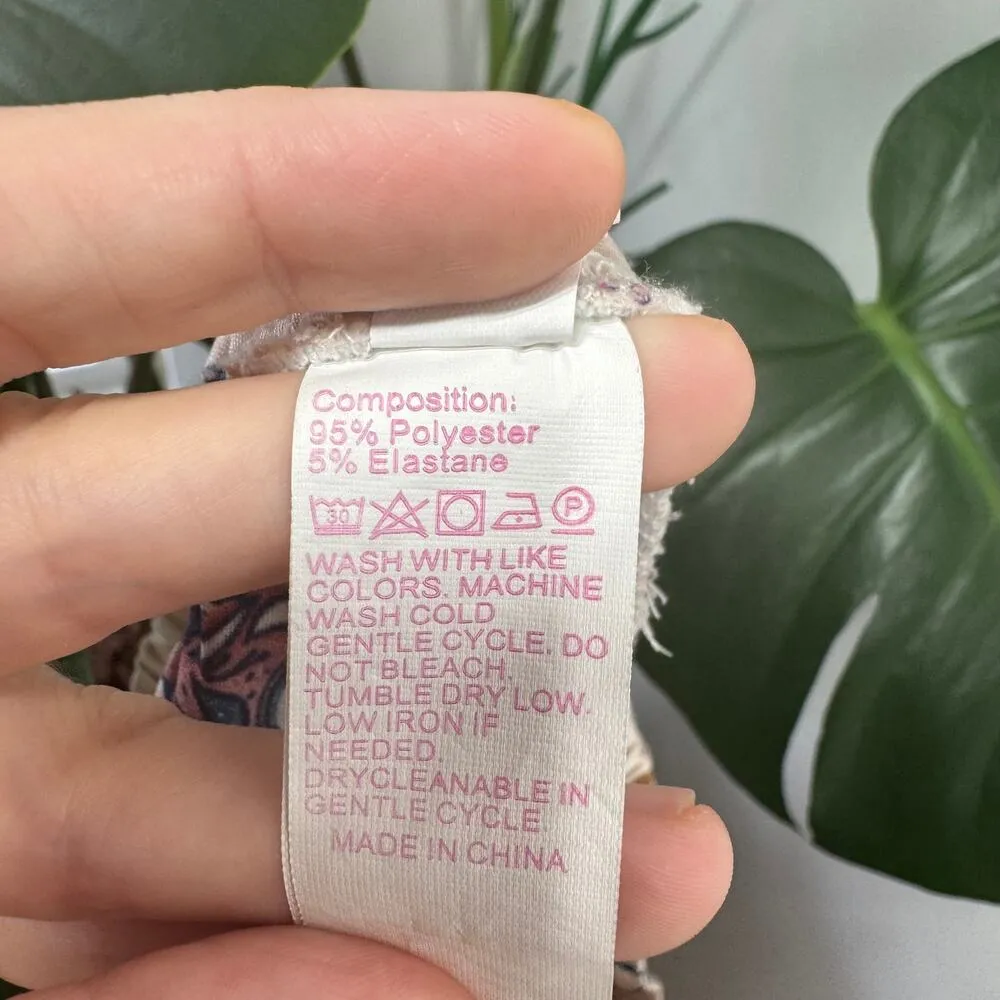 Composition:
95% Polyester
5% Elastane
30 P
WASH WITH LIKE
COLORS. MACHINE
WASH COLD
GENTLE CYCLE. DO
NOT BLEACH.
TUMBLE DRY LOW.
LOW IRON IF
NEEDED.
DRYCLEANABLE IN
GENTLE CYCLE.
MADE IN CHINA